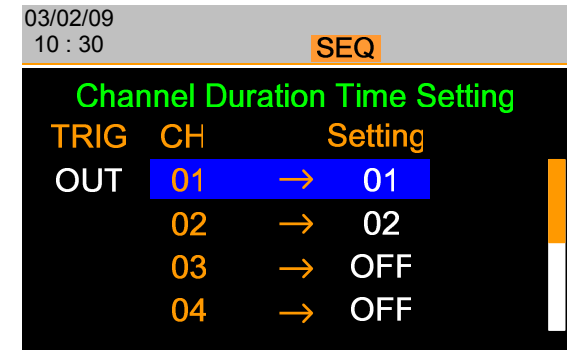 03/02/09
10 : 30 SEQ
Channel Duration Time Setting
TRIG CH Setting
OUT 01 → 01
02 → 02
03 → OFF
04 → OFF